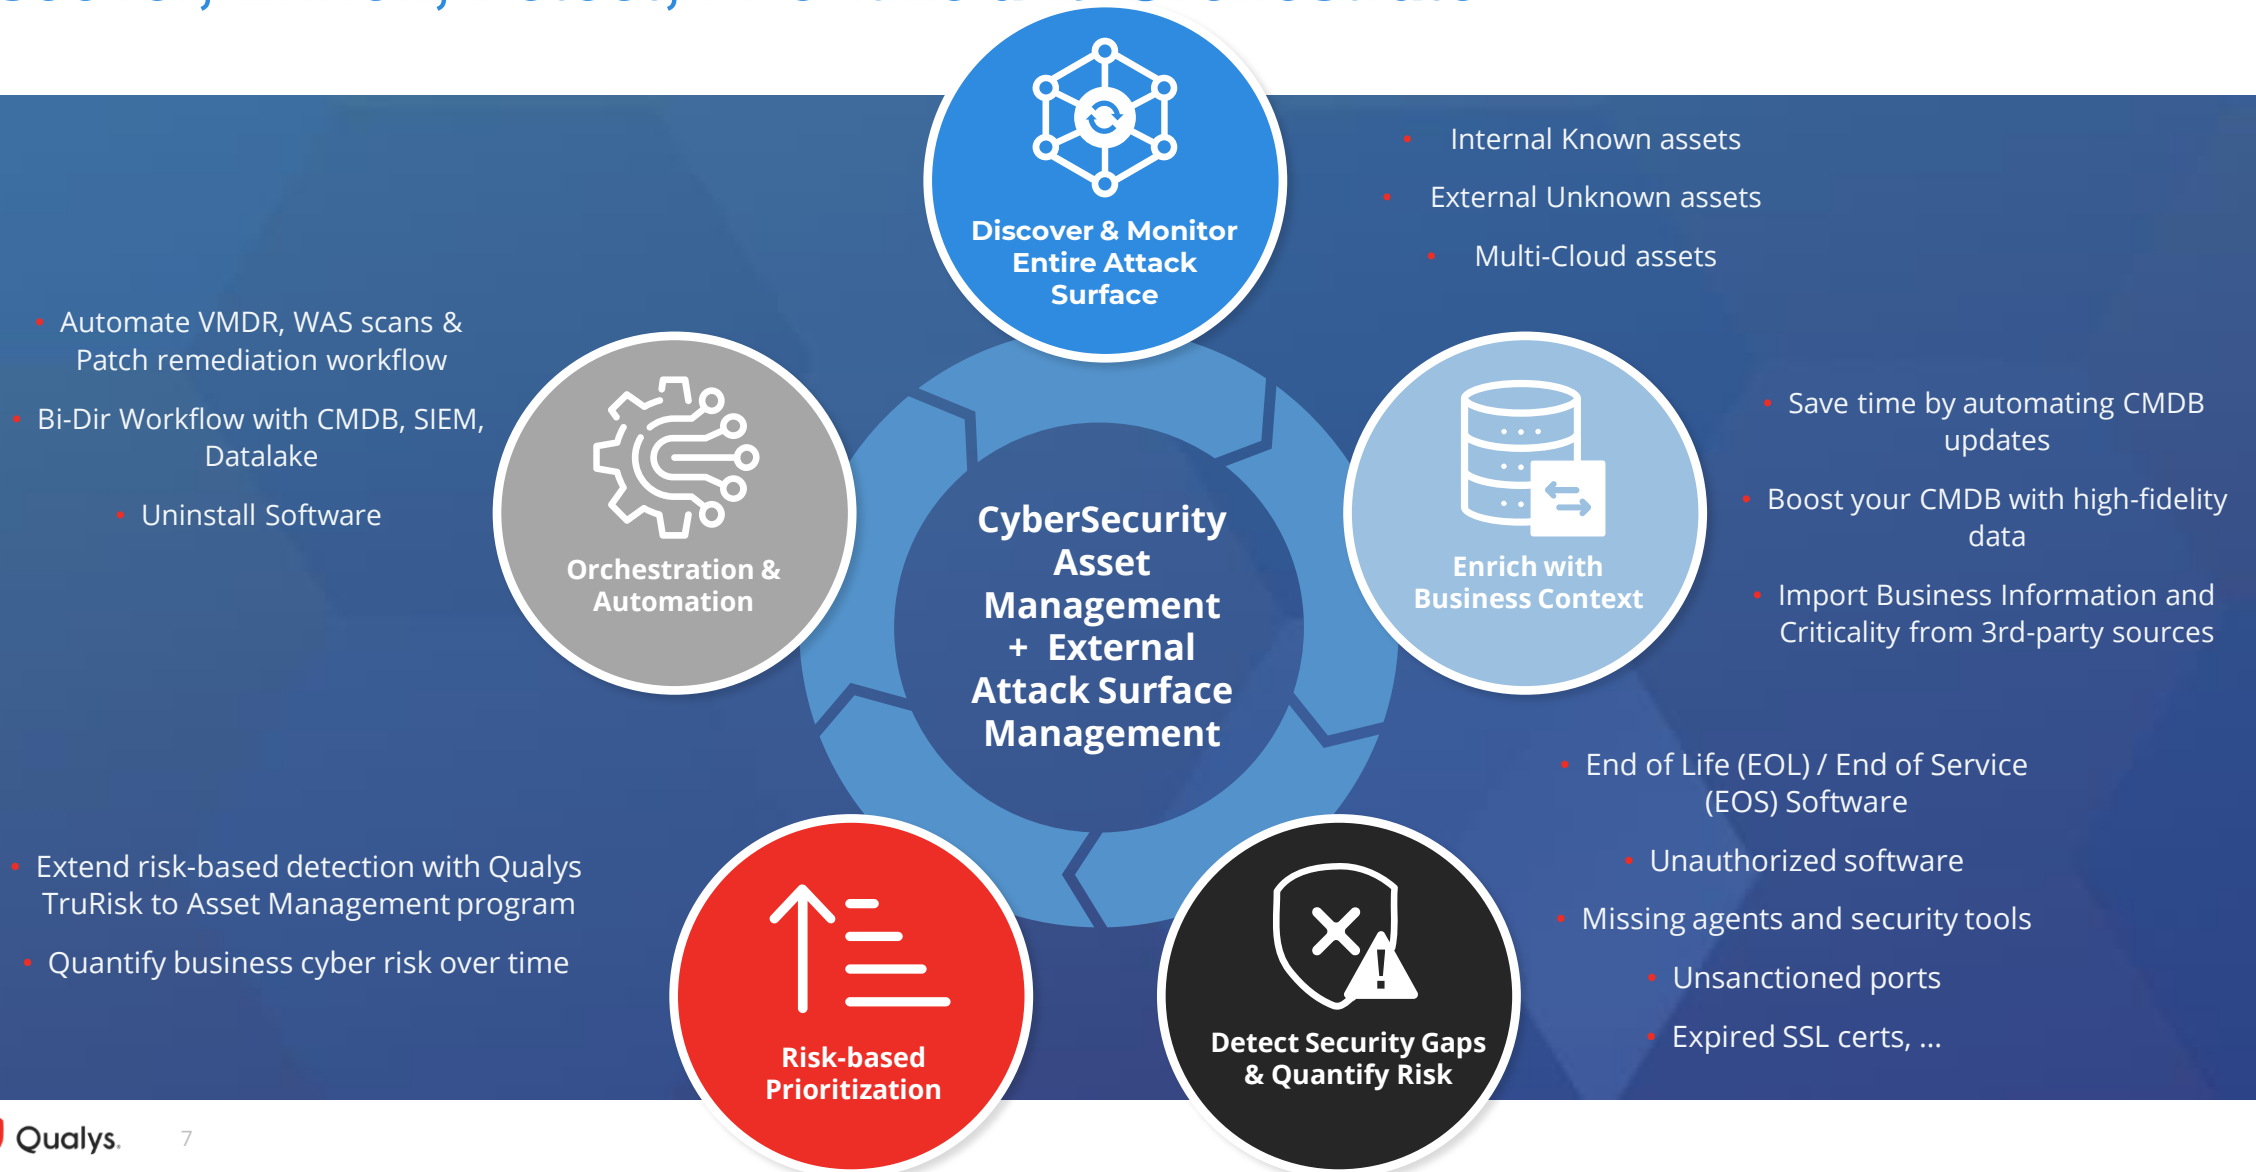 Discover & Monitor
Entire Attack
Surface
• Internal Known assets
• External Unknown assets
• Multi-Cloud assets
Enrich with
Business Context
• Save time by automating CMDB
updates
• Boost your CMDB with high-fidelity
data
• Import Business Information and
Criticality from 3rd-party sources
Detect Security Gaps
& Quantify Risk
• End of Life (EOL) / End of Service
(EOS) Software
• Unauthorized software
• Missing agents and security tools
• Unsanctioned ports
• Expired SSL certs, ...
Risk-based
Prioritization
• Extend risk-based detection with Qualys
TruRisk to Asset Management program
• Quantify business cyber risk over time
Orchestration &
Automation
• Automate VMDR, WAS scans &
Patch remediation workflow
• Bi-Dir Workflow with CMDB, SIEM,
Datalake
• Uninstall Software
CyberSecurity
Asset
Management
+ External
Attack Surface
Management
Qualys.
7